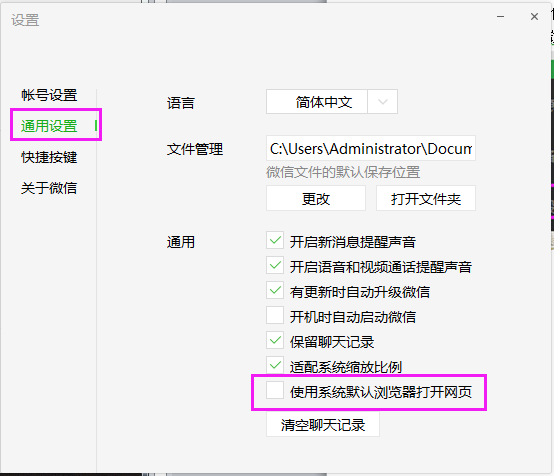 设置
帐号设置
通用设置
快捷按键
关于微信
语言
简体中文
文件管理
C:\Users\Administrator\Docum
微信文件的默认保存位置
更改
打开文件夹
通用
开启新消息提醒声音
开启语音和视频通话提醒声音
有更新时自动升级微信
开机时自动启动微信
保留聊天记录
适配系统缩放比例
使用系统默认浏览器打开网页
清空聊天记录